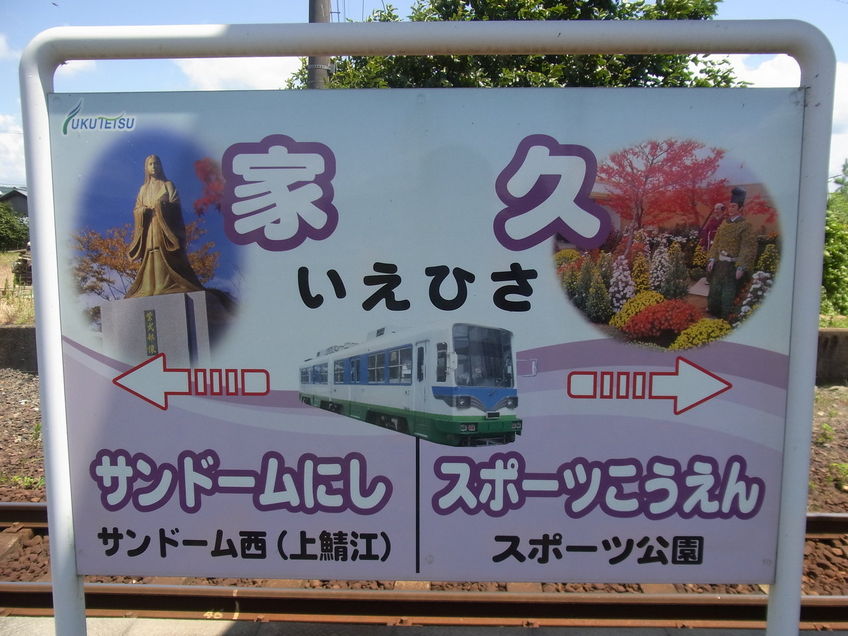 FUKUTETSU
家久
いえひさ
サンドームにし
サンドーム西(上鯖江)
スポーツこうえん
スポーツ公園